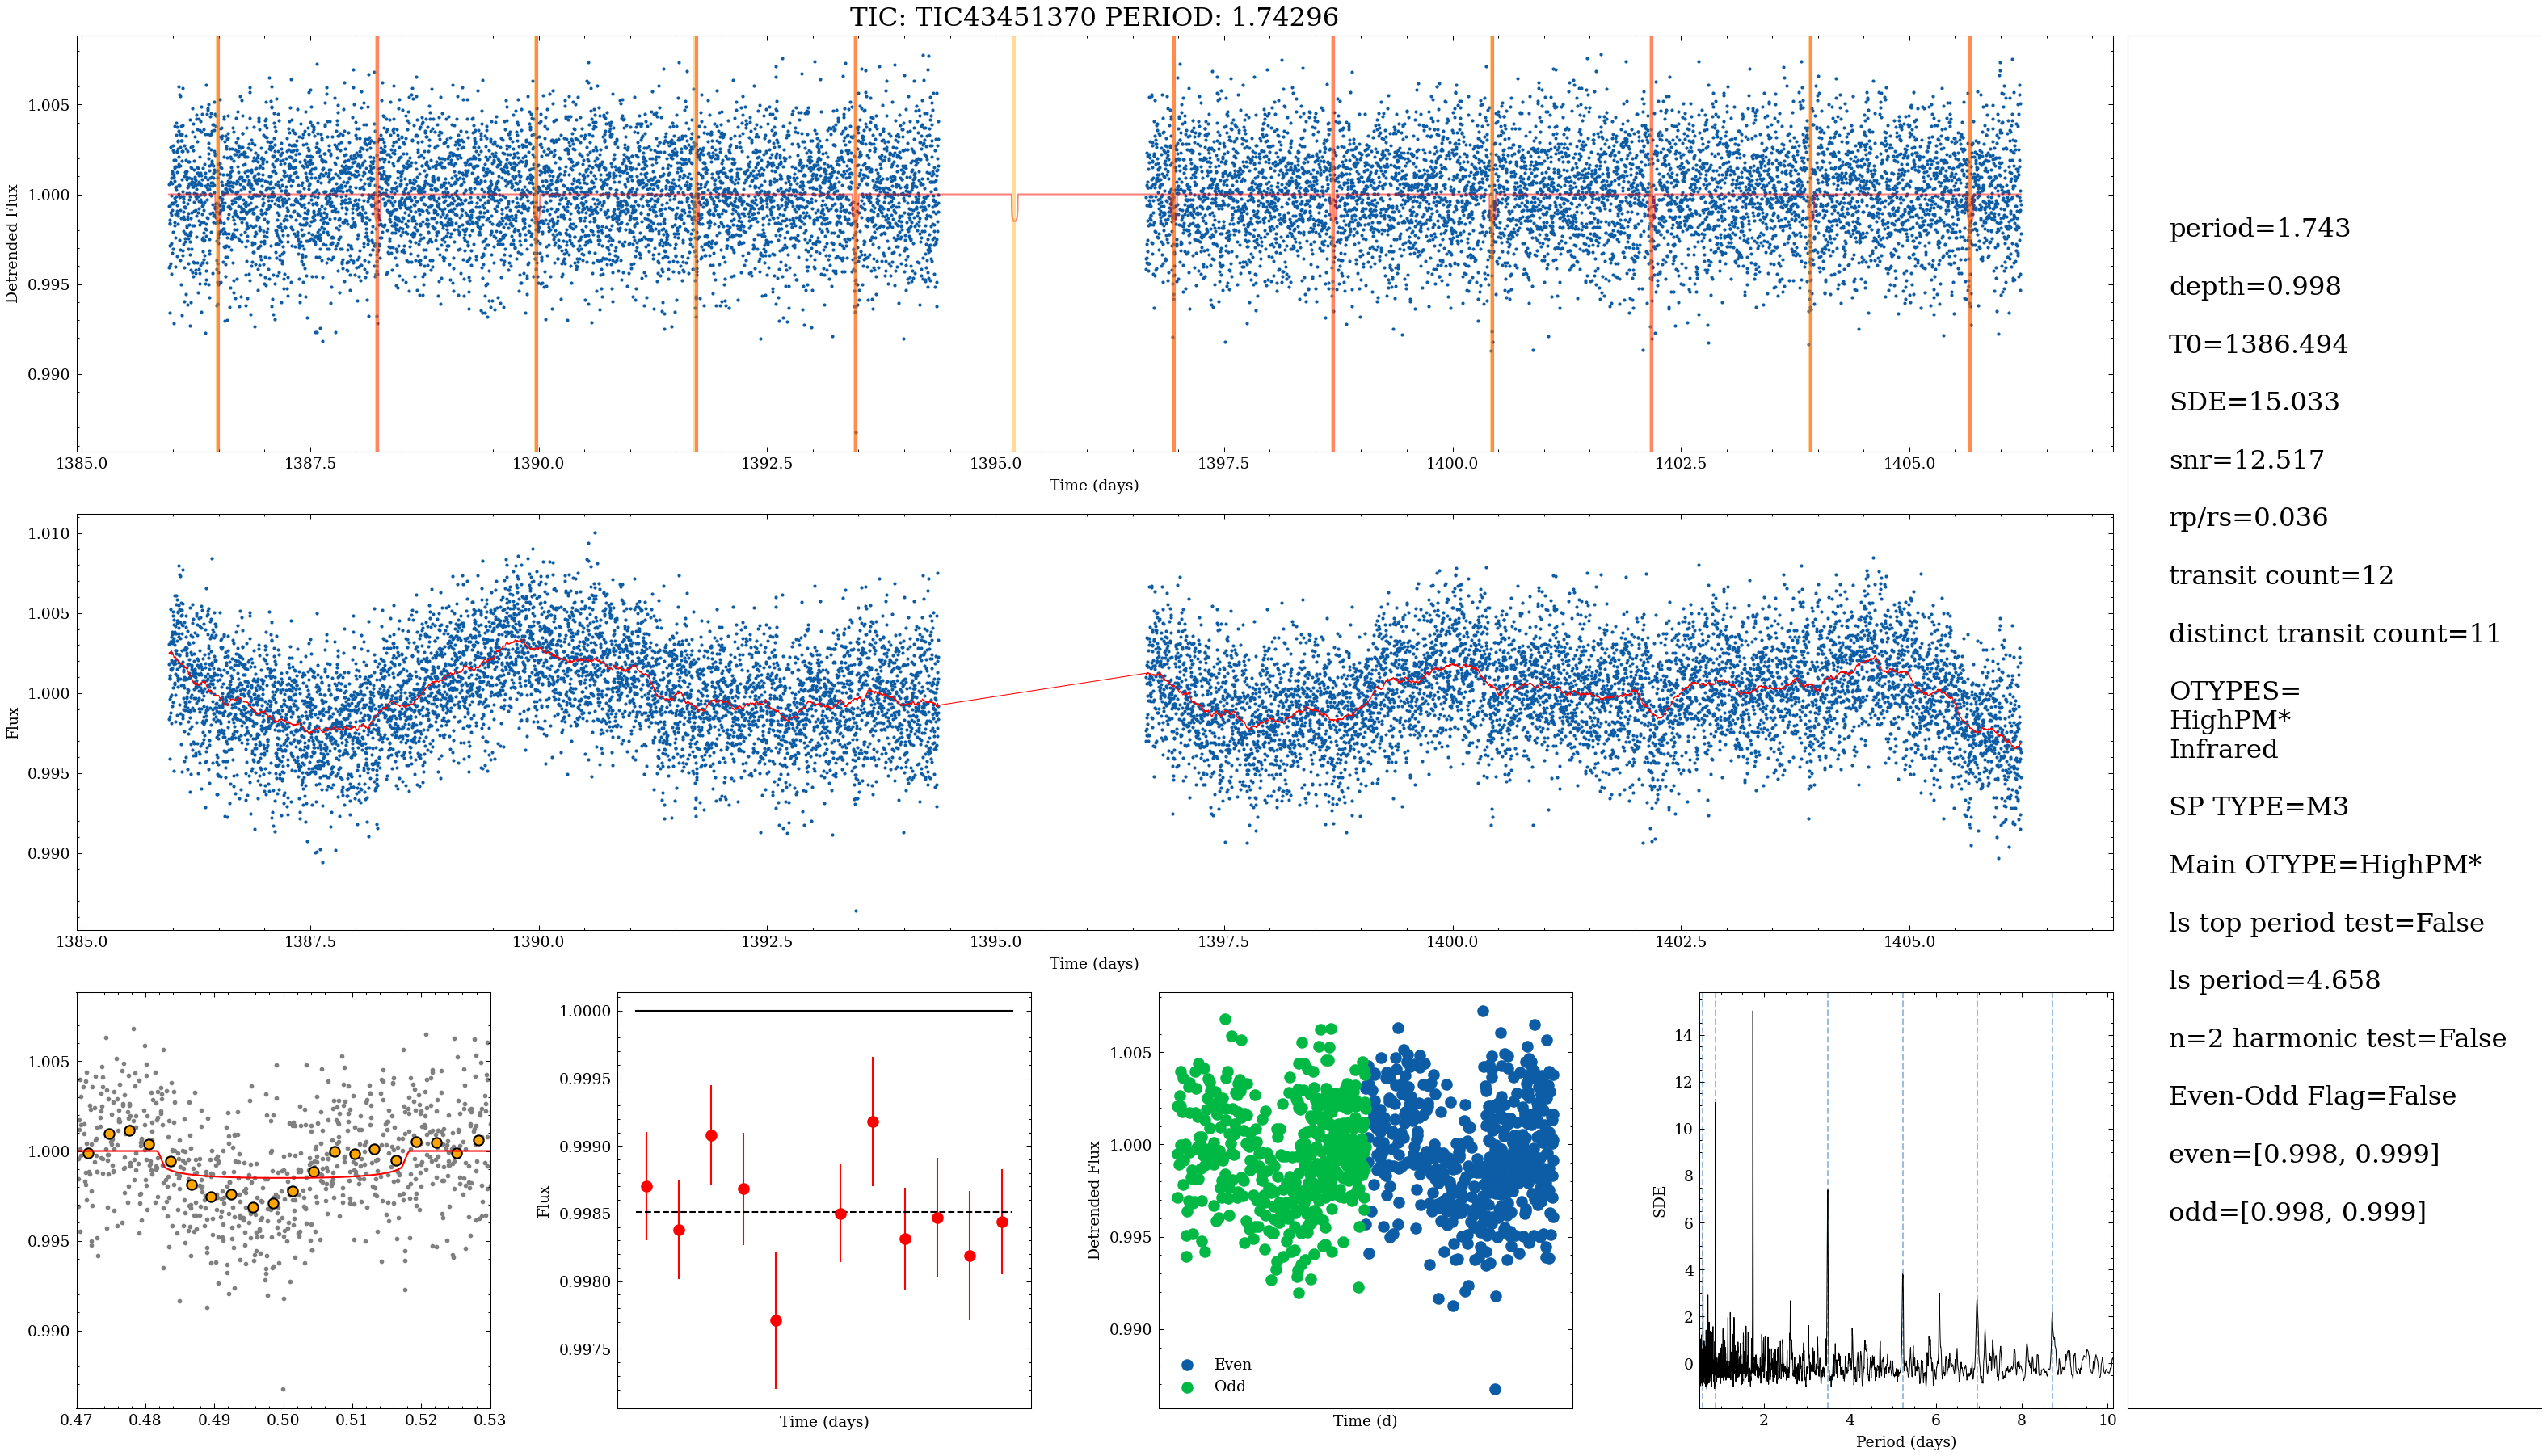 TIC: TIC43451370 PERIOD: 1.74296
1.005
1.000
0.995
0.990
Detrended Flux
1385.0 1387.5 1390.0 1392.5 1395.0 1397.5 1400.0 1402.5 1405.0
Time (days)
1.010
1.005
1.000
0.995
0.990
Flux
1385.0 1387.5 1390.0 1392.5 1395.0 1397.5 1400.0 1402.5 1405.0
Time (days)
1.005
1.000
0.995
0.990
0.47 0.48 0.49 0.50 0.51 0.52 0.53
1.0000
0.9995
0.9990
0.9985
0.9980
0.9975
Flux
Time (days)
1.005
1.000
0.995
0.990
Detrended Flux
Even
Odd
Time (d)
14
12
10
8
6
4
2
0
SDE
2 4 6 8 10
Period (days)
period=1.743
depth=0.998
T0=1386.494
SDE=15.033
snr=12.517
rp/rs=0.036
transit count=12
distinct transit count=11
OTYPES=
HighPM*
Infrared
SP TYPE=M3
Main OTYPE=HighPM*
ls top period test=False
ls period=4.658
n=2 harmonic test=False
Even-Odd Flag=False
even=[0.998, 0.999]
odd=[0.998, 0.999]